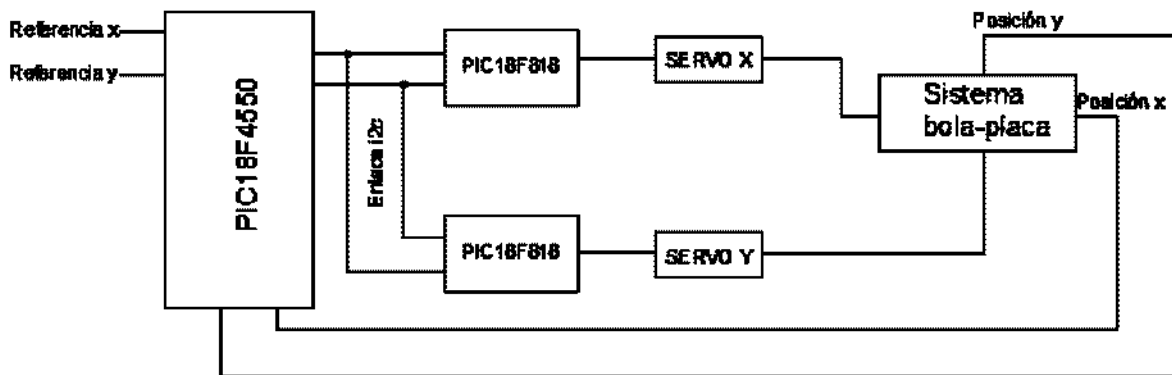 Referencia x
Referencia y
PIC18F4550
Enlace i2c
PIC18F818
SERVO X
PIC18F818
SERVO Y
Sistema
bola-placa
Posición y
Posición x